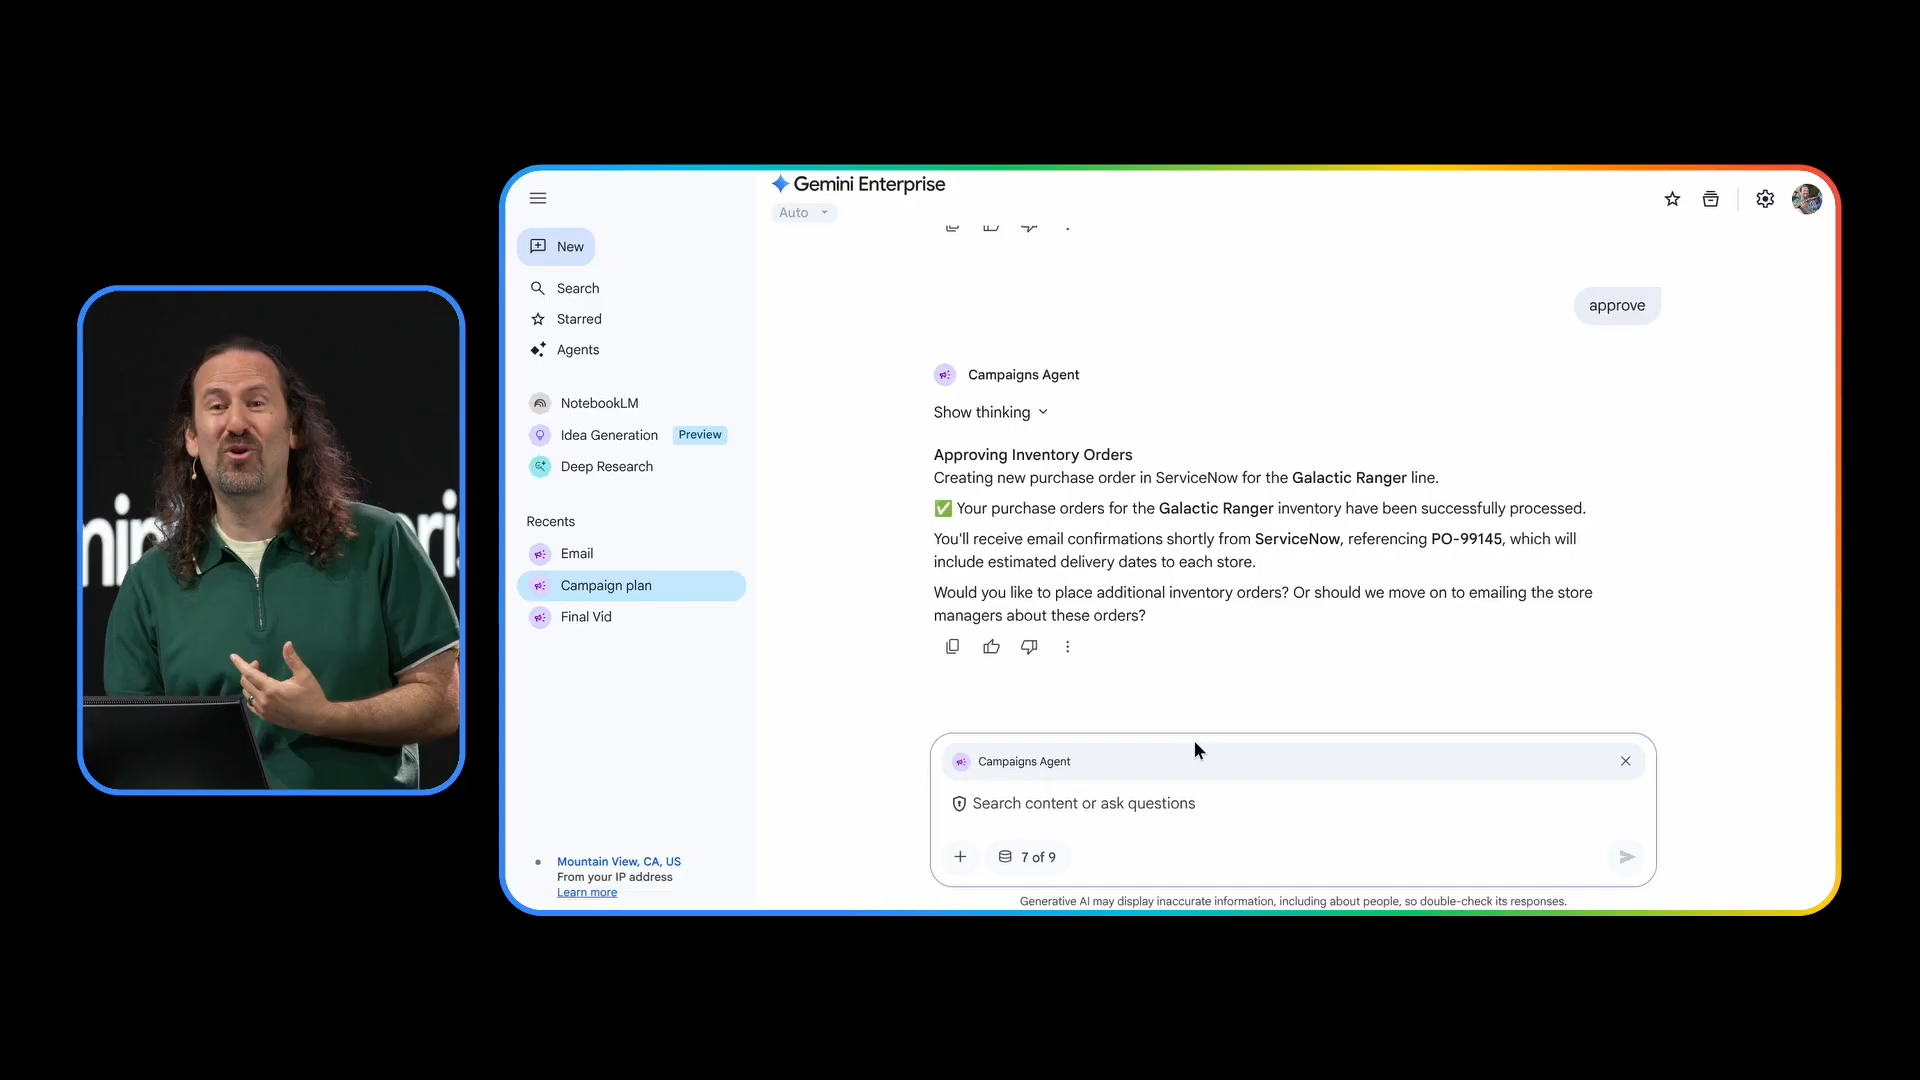 Gemini Enterprise
Auto
New
Search
Starred
Agents
NotebookLM
Idea Generation Preview
Deep Research
Recents
Email
Campaign plan
Final Vid
Mountain View, CA, US
From your IP address
Learn more
approve
Campaigns Agent
Show thinking
Approving Inventory Orders
Creating new purchase order in ServiceNow for the Galactic Ranger line.
✅ Your purchase orders for the Galactic Ranger inventory have been successfully processed.
You'll receive email confirmations shortly from ServiceNow, referencing PO-99145, which will
include estimated delivery dates to each store.
Would you like to place additional inventory orders? Or should we move on to emailing the store
managers about these orders?
Campaigns Agent
Search content or ask questions
7 of 9
Generative AI may display inaccurate information, including about people, so double-check its responses.